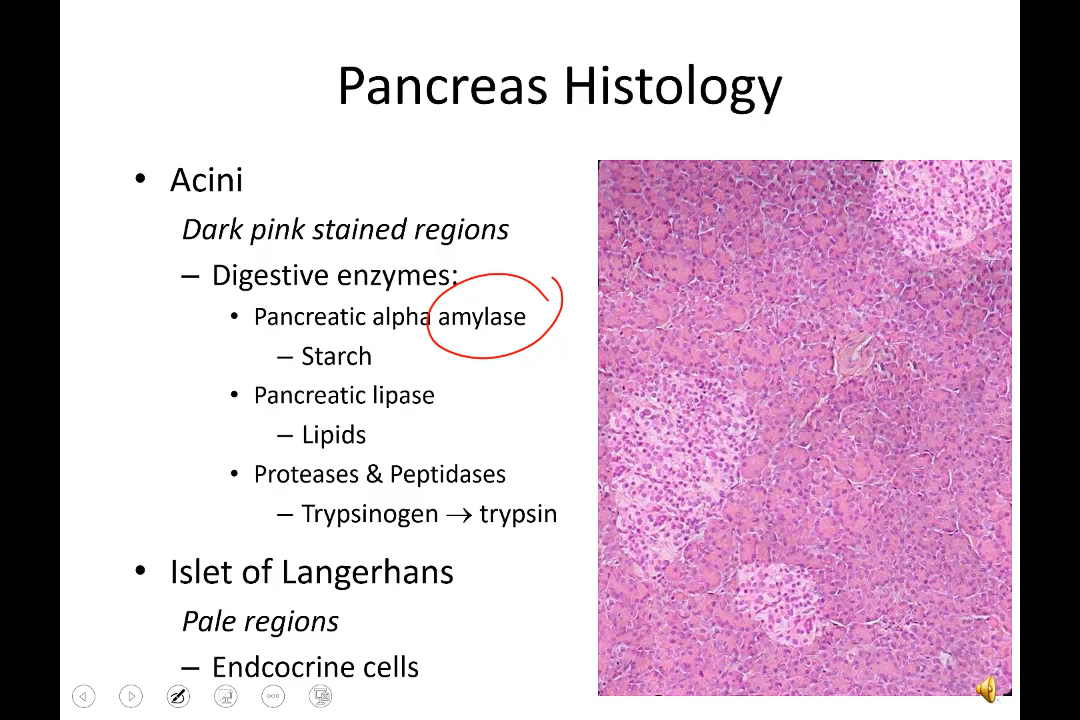 Pancreas Histology
• Acini
Dark pink stained regions
– Digestive enzymes:
• Pancreatic alpha amylase
– Starch
• Pancreatic lipase
– Lipids
• Proteases & Peptidases
– Trypsinogen → trypsin
• Islet of Langerhans
Pale regions
– Endcocrine cells